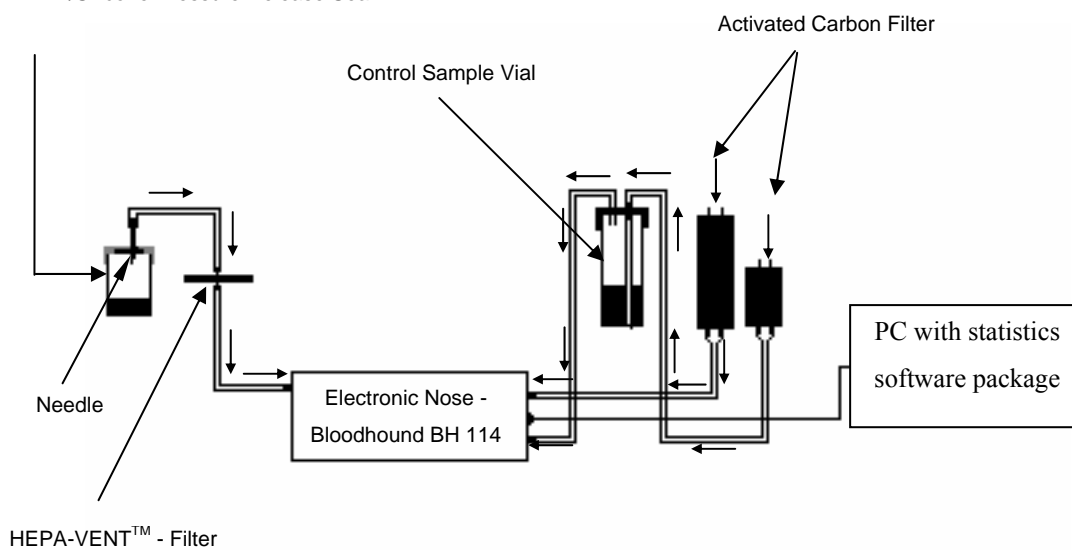 Activated Carbon Filter
Control Sample Vial
PC with statistics
software package
Electronic Nose -
Bloodhound BH 114
Needle
HEPA-VENT™ - Filter